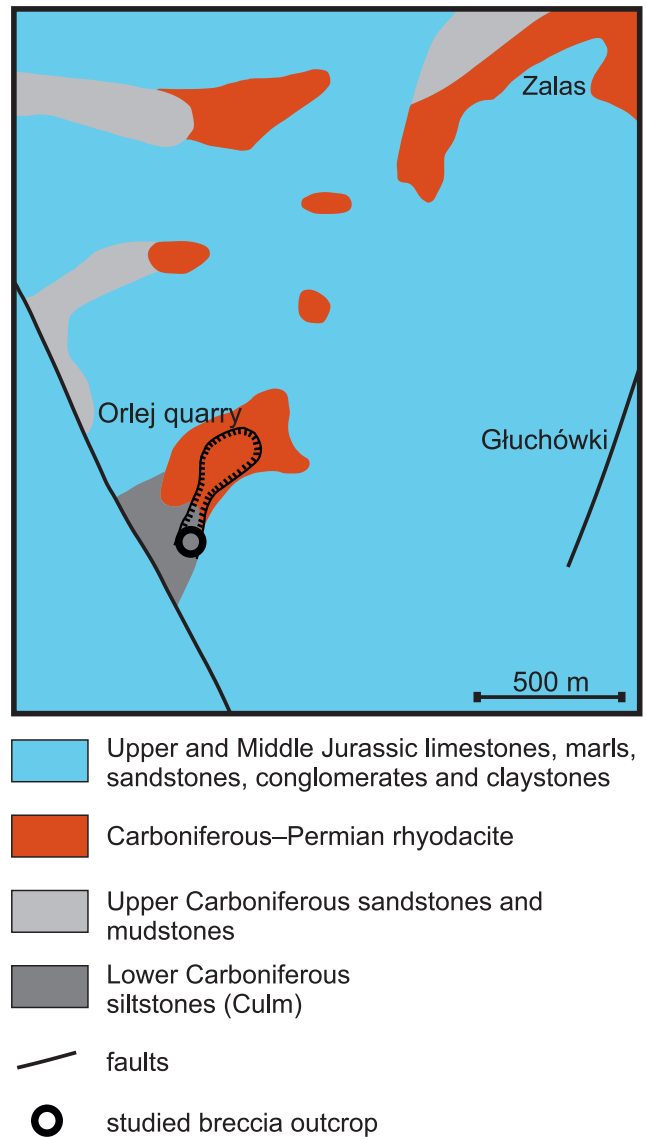 Zalas
Orlej quarry
Głuchówki
500 m
Upper and Middle Jurassic limestones, marls,
sandstones, conglomerates and claystones
Carboniferous–Permian rhyodacite
Upper Carboniferous sandstones and
mudstones
Lower Carboniferous
siltstones (Culm)
faults
studied breccia outcrop